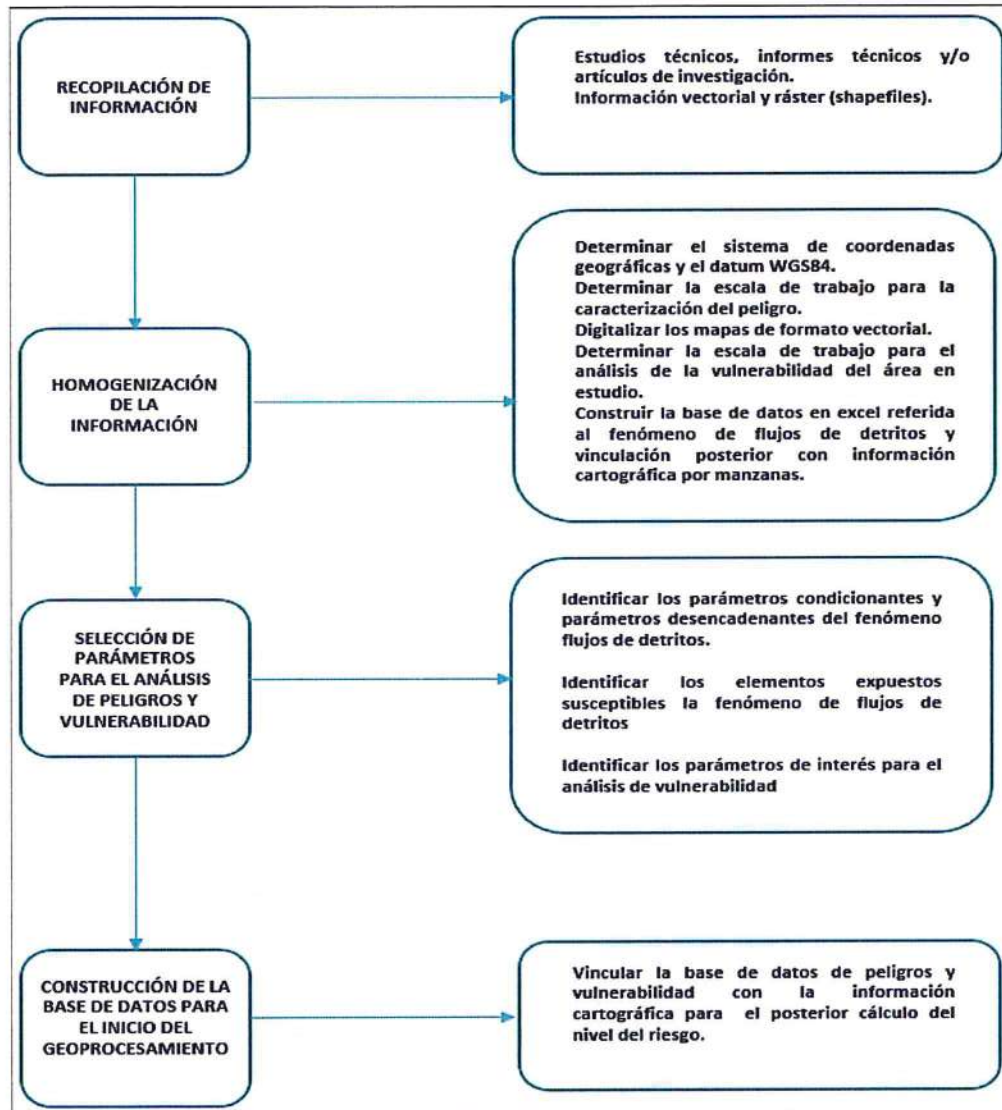 RECOPILACIÓN DE
INFORMACIÓN
Estudios técnicos, informes técnicos y/o
artículos de investigación.
Información vectorial y ráster (shapefiles).
HOMOGENIZACIÓN
DE LA
INFORMACIÓN
Determinar el sistema de coordenadas
geográficas y el datum WGS84.
Determinar la escala de trabajo para la
caracterización del peligro.
Digitalizar los mapas de formato vectorial.
Determinar la escala de trabajo para el
análisis de la vulnerabilidad del área en
estudio.
Construir la base de datos en excel referida
al fenómeno de flujos de detritos y
vinculación posterior con información
cartográfica por manzanas.
SELECCIÓN DE
PARÁMETROS
PARA EL ANÁLISIS
DE PELIGROS Y
VULNERABILIDAD
Identificar los parámetros condicionantes y
parámetros desencadenantes del fenómeno
flujos de detritos.
Identificar los elementos expuestos
susceptibles la fenómeno de flujos de
detritos
Identificar los parámetros de interés para el
análisis de vulnerabilidad
CONSTRUCCIÓN DE LA
BASE DE DATOS PARA
EL INICIO DEL
GEOPROCESAMIENTO
Vincular la base de datos de peligros y
vulnerabilidad con la información
cartográfica para el posterior cálculo del
nivel del riesgo.